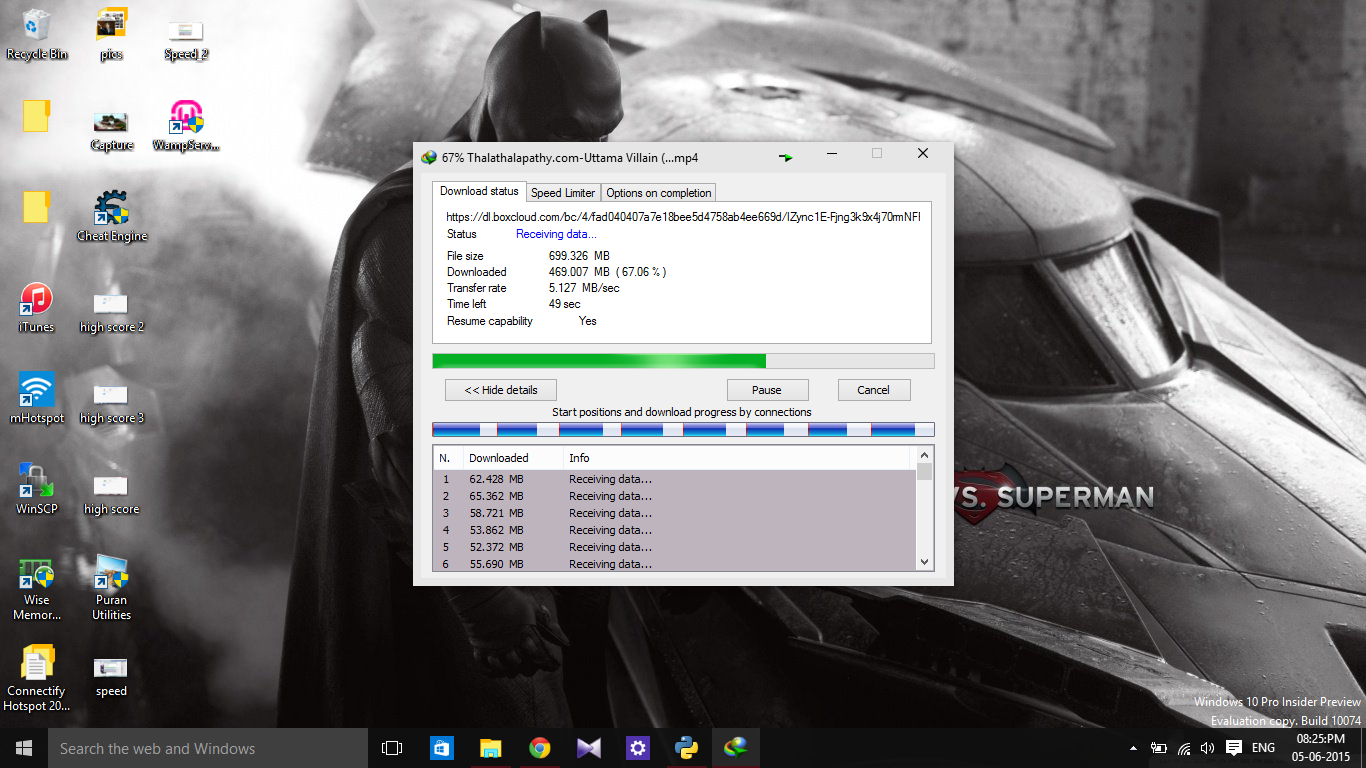 Recycle Bin
pics
Speed_2
Capture
WampServ...
Cheat Engine
iTunes
high score 2
mHotspot
high score 3
WinSCP
high score
Wise
Memor...
Puran
Utilities
Connectify
Hotspot 20...
speed
67% Thalathalapathy.com-Uttama Villain (...mp4
Download status
Speed Limiter
Options on completion
https://dl.boxcloud.com/bc/4/fad040407a7e18bee5d4758ab4ee669d/IZync1E-Fjng3k9x4j70mNFI
Status Receiving data...
File size 699.326 MB
Downloaded 469.007 MB ( 67.06 % )
Transfer rate 5.127 MB/sec
Time left 49 sec
Resume capability Yes
<< Hide details
Pause
Cancel
Start positions and download progress by connections
N. Downloaded Info
1 62.428 MB Receiving data...
2 65.362 MB Receiving data...
3 58.721 MB Receiving data...
4 53.862 MB Receiving data...
5 52.372 MB Receiving data...
6 55.690 MB Receiving data...
VS. SUPERMAN
Windows 10 Pro Insider Preview
Evaluation copy. Build 10074
Search the web and Windows
ENG
08:25:PM
05-06-2015